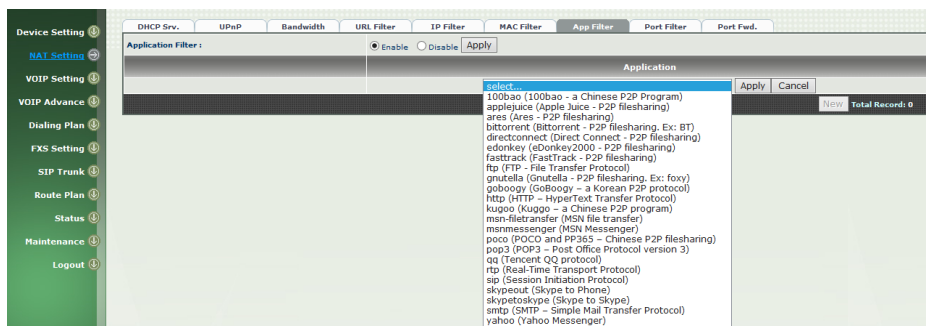 DHCP Srv. UPnP Bandwidth URL Filter IP Filter MAC Filter App Filter Port Filter Port Fwd.
Device Setting
NAT Setting
VOIP Setting
VOIP Advance
Dialing Plan
FXS Setting
SIP Trunk
Route Plan
Status
Maintenance
Logout
Application Filter : Enable Disable Apply
Application
select... Apply Cancel
New Total Record: 0
100bao (100bao - a Chinese P2P Program)
applejuice (Apple Juice - P2P filesharing)
ares (Ares - P2P filesharing)
bittorrent (Bittorrent - P2P filesharing. Ex: BT)
directconnect (Direct Connect - P2P filesharing)
edonkey (eDonkey2000 - P2P filesharing)
fasttrack (FastTrack - P2P filesharing)
ftp (FTP - File Transfer Protocol)
gnutella (Gnutella - P2P filesharing. Ex: foxy)
goboogy (GoBoogy – a Korean P2P protocol)
http (HTTP – HyperText Transfer Protocol)
kugoo (Kuggo – a Chinese P2P program)
msn-filetransfer (MSN file transfer)
msnmessenger (MSN Messenger)
poco (POCO and PP365 – Chinese P2P filesharing)
pop3 (POP3 – Post Office Protocol version 3)
qq (Tencent QQ protocol)
rtp (Real-Time Transport Protocol)
sip (Session Initiation Protocol)
skypeout (Skype to Phone)
skypetoskype (Skype to Skype)
smtp (SMTP – Simple Mail Transfer Protocol)
yahoo (Yahoo Messenger)